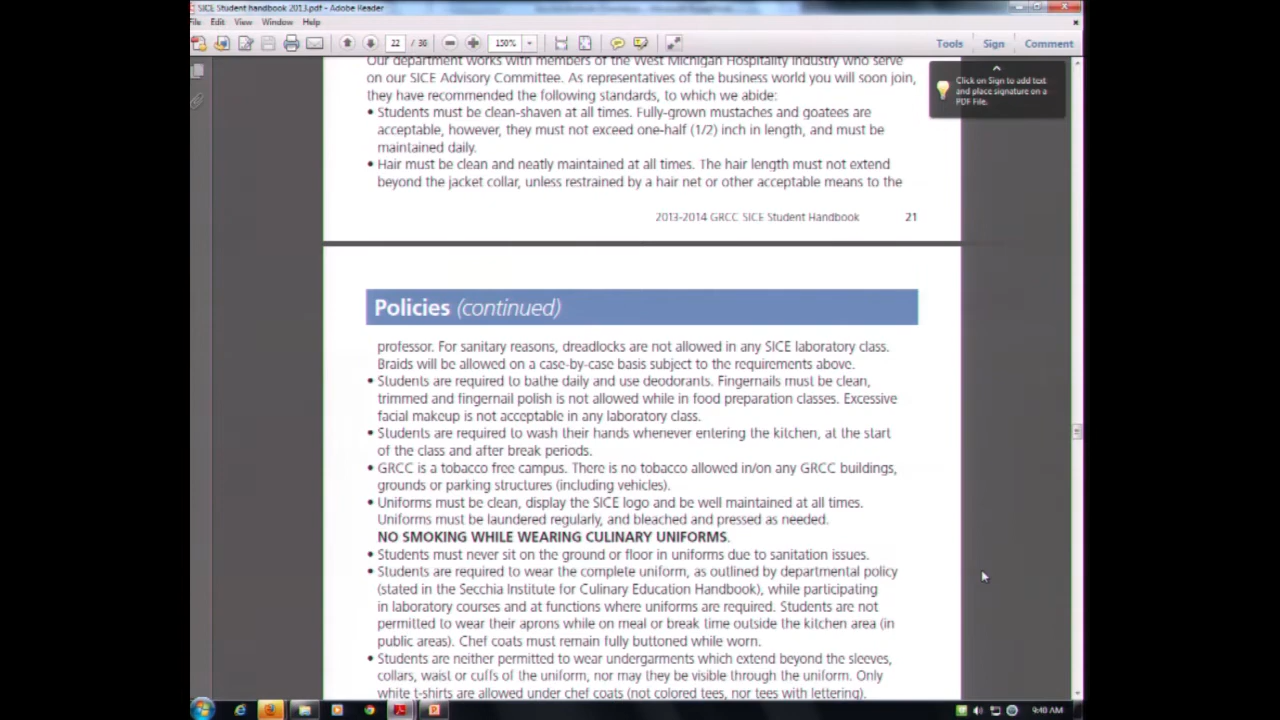 SICE Student handbook 2013.pdf - Adobe Reader
File Edit View Window Help
22 / 36 150% Tools Sign Comment
Click on Sign to add text
and place signature on a
PDF File.
Our department works with members of the West Michigan Hospitality Industry who serve
on our SICE Advisory Committee. As representatives of the business world you will soon join,
they have recommended the following standards, to which we abide:
• Students must be clean-shaven at all times. Fully-grown mustaches and goatees are
acceptable, however, they must not exceed one-half (1/2) inch in length, and must be
maintained daily.
• Hair must be clean and neatly maintained at all times. The hair length must not extend
beyond the jacket collar, unless restrained by a hair net or other acceptable means to the
2013-2014 GRCC SICE Student Handbook 21
Policies (continued)
professor. For sanitary reasons, dreadlocks are not allowed in any SICE laboratory class.
Braids will be allowed on a case-by-case basis subject to the requirements above.
• Students are required to bathe daily and use deodorants. Fingernails must be clean,
trimmed and fingernail polish is not allowed while in food preparation classes. Excessive
facial makeup is not acceptable in any laboratory class.
• Students are required to wash their hands whenever entering the kitchen, at the start
of the class and after break periods.
• GRCC is a tobacco free campus. There is no tobacco allowed in/on any GRCC buildings,
grounds or parking structures (including vehicles).
• Uniforms must be clean, display the SICE logo and be well maintained at all times.
Uniforms must be laundered regularly, and bleached and pressed as needed.
NO SMOKING WHILE WEARING CULINARY UNIFORMS.
• Students must never sit on the ground or floor in uniforms due to sanitation issues.
• Students are required to wear the complete uniform, as outlined by departmental policy
(stated in the Secchia Institute for Culinary Education Handbook), while participating
in laboratory courses and at functions where uniforms are required. Students are not
permitted to wear their aprons while on meal or break time outside the kitchen area (in
public areas). Chef coats must remain fully buttoned while worn.
• Students are neither permitted to wear undergarments which extend beyond the sleeves,
collars, waist or cuffs of the uniform, nor may they be visible through the uniform. Only
white t-shirts are allowed under chef coats (not colored tees, nor tees with lettering).
9:40 AM